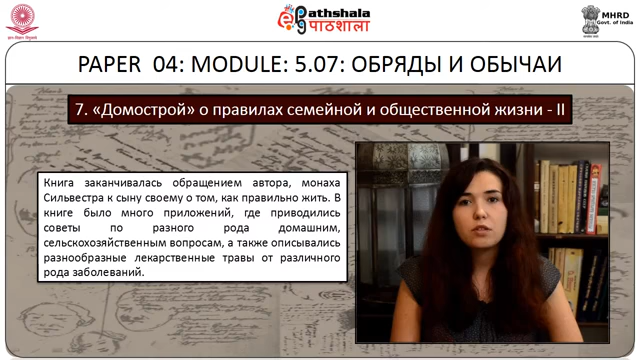 Pathshala
पाठशाला
MHRD
Govt. of India
PAPER 04: MODULE: 5.07: ОБРЯДЫ И ОБЫЧАИ
7. «Домострой» о правилах семейной и общественной жизни - II
Книга заканчивалась обращением автора, монаха
Сильвестра к сыну своему о том, как правильно жить. В
книге было много приложений, где приводились
советы по разного рода домашним,
сельскохозяйственным вопросам, а также описывались
разнообразные лекарственные травы от различного
рода заболеваний.